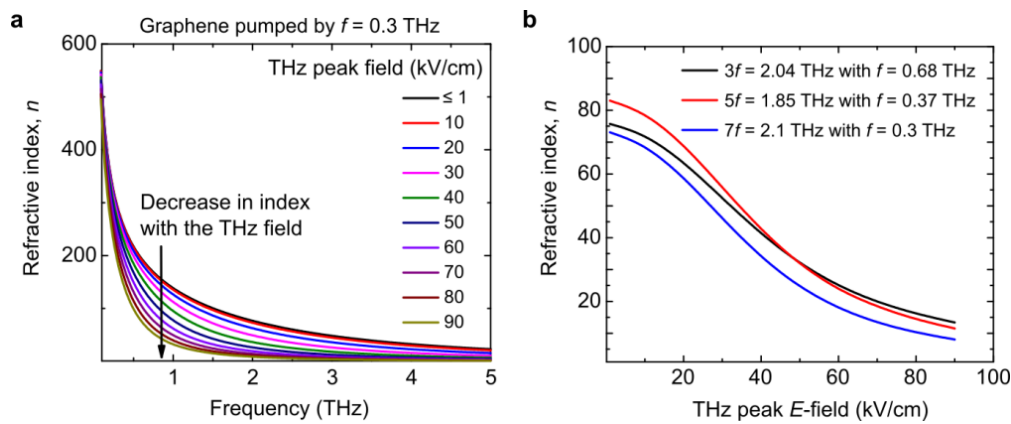 a
Graphene pumped by f = 0.3 THz
600
400
200
Refractive index, n
THz peak field (kV/cm)
≤ 1
10
20
30
40
50
60
70
80
90
Decrease in index
with the THz field
1
2
3
4
5
Frequency (THz)
b
100
80
60
40
20
Refractive index, n
3f = 2.04 THz with f = 0.68 THz
5f = 1.85 THz with f = 0.37 THz
7f = 2.1 THz with f = 0.3 THz
20
40
60
80
100
THz peak E-field (kV/cm)